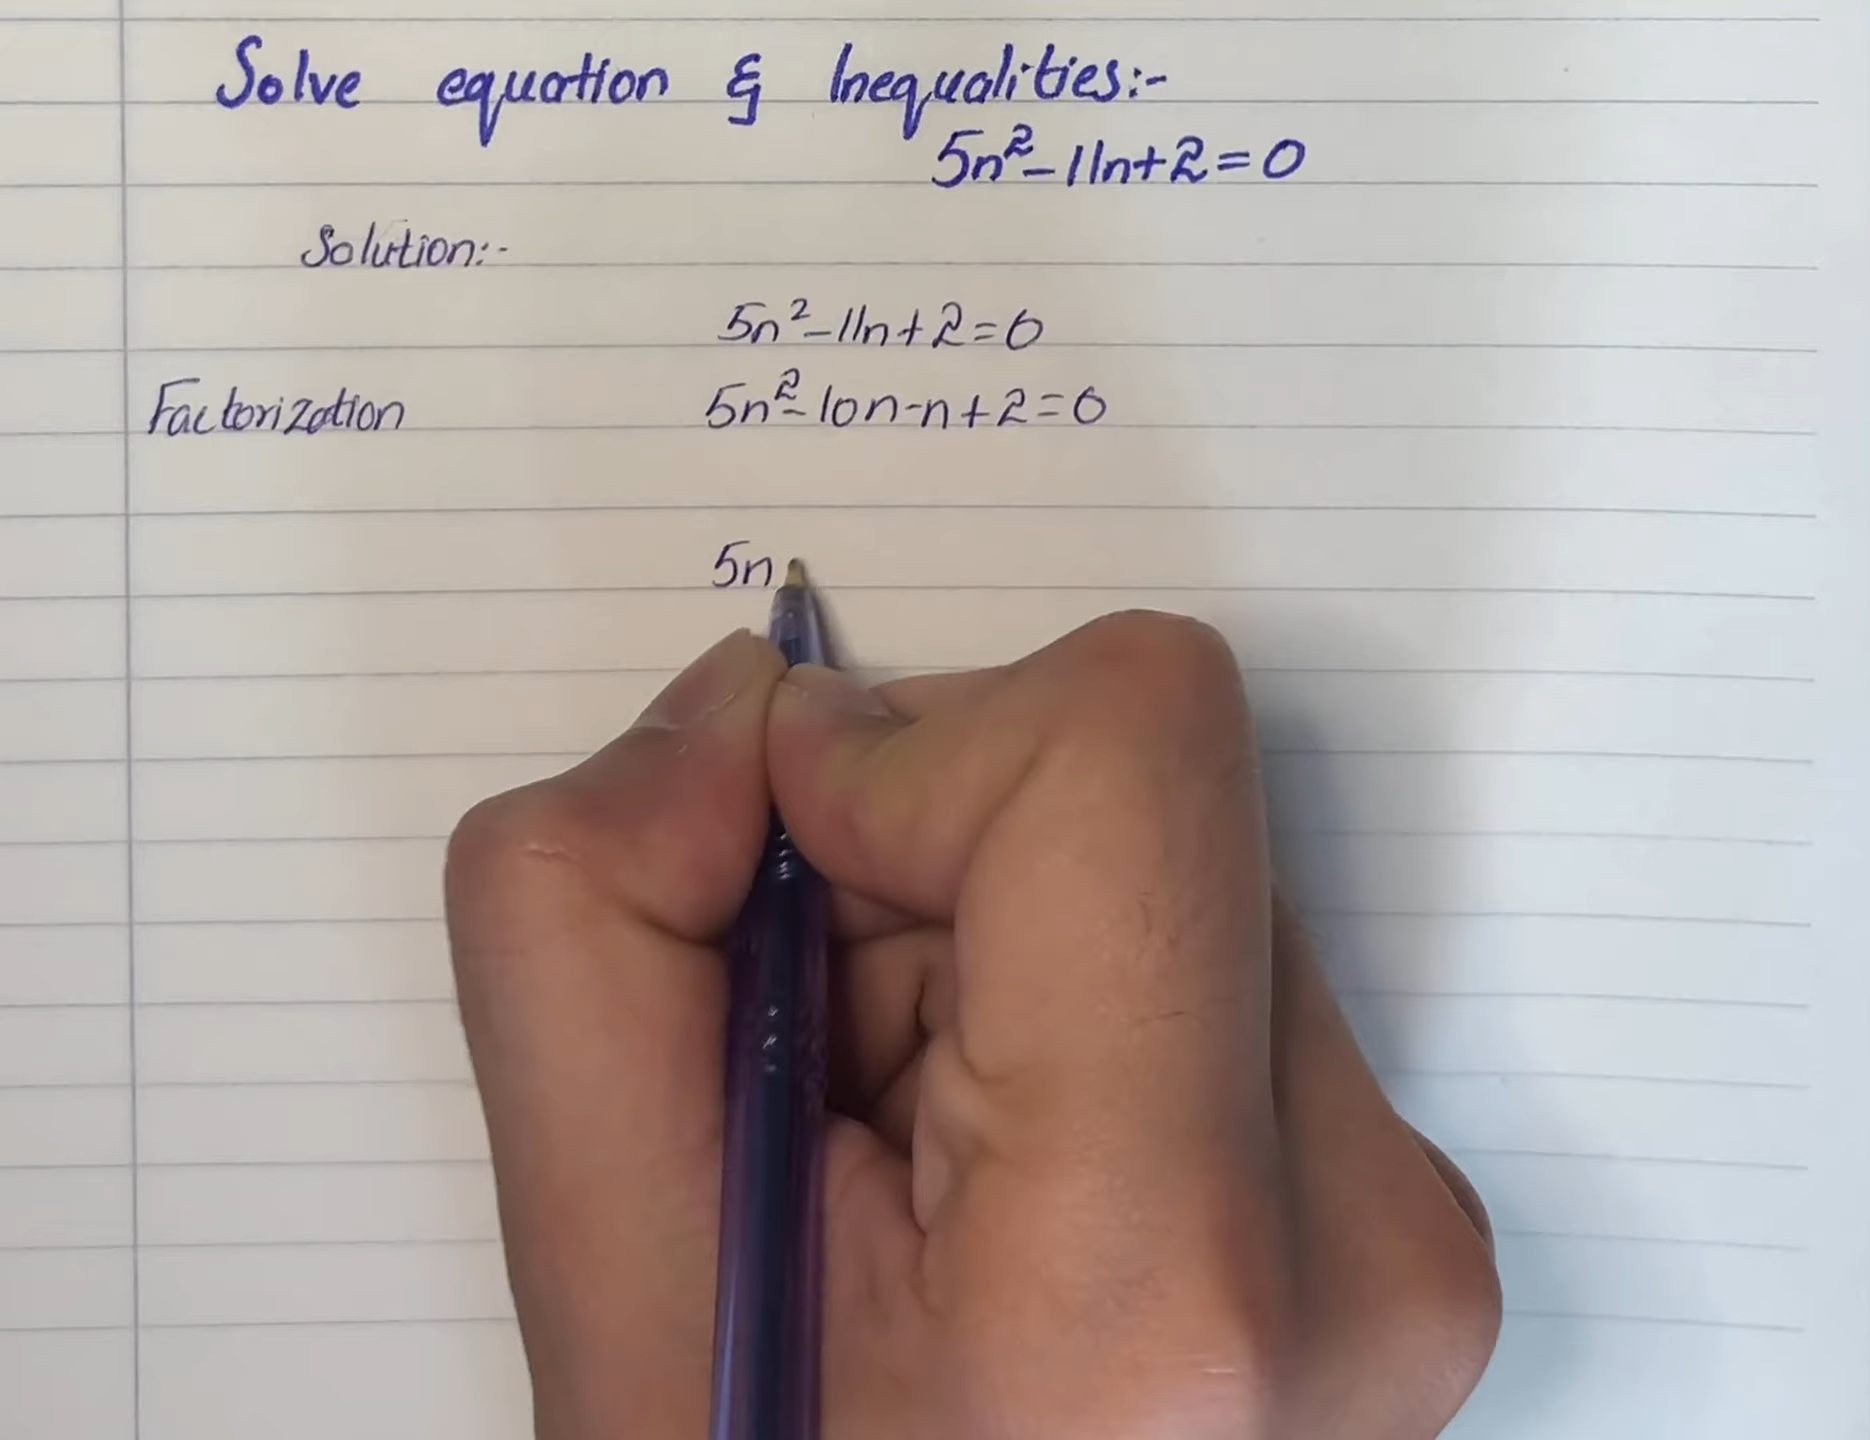 Solve equation & Inequalities:-
5n²-11n+2=0
Solution:-
5n²-11n+2=0
Factorization 5n²-10n-n+2=0
5n